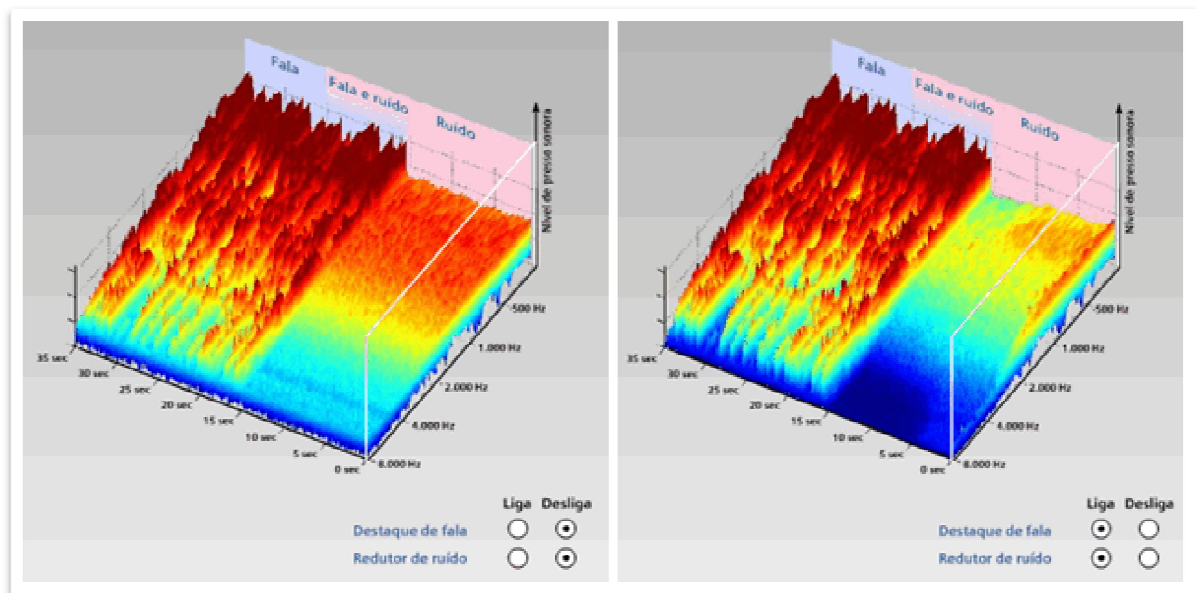 Fala
Fala e ruído
Ruído
Nível de pressa sonora
35 sec
30 sec
25 sec
20 sec
15 sec
10 sec
5 sec
0 sec
500 Hz
1.000 Hz
2.000 Hz
4.000 Hz
8.000 Hz
Liga Desliga
Destaque de fala
Redutor de ruído
Fala
Fala e ruído
Ruído
Nível de pressa sonora
35 sec
30 sec
25 sec
20 sec
15 sec
10 sec
5 sec
0 sec
500 Hz
1.000 Hz
2.000 Hz
4.000 Hz
8.000 Hz
Liga Desliga
Destaque de fala
Redutor de ruído